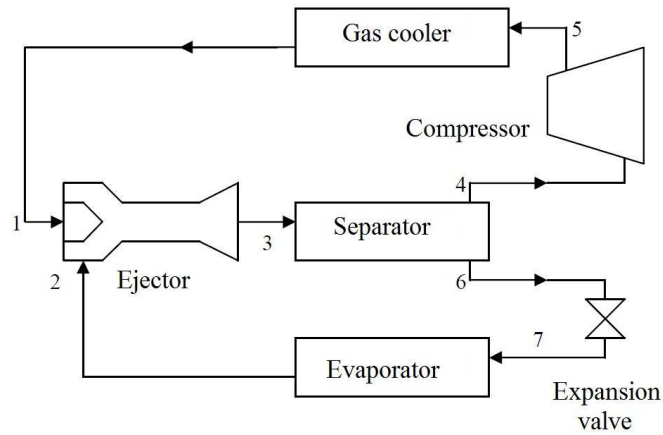 Gas cooler
5
Compressor
4
1
Separator
3
2
Ejector
6
7
Evaporator
Expansion
valve